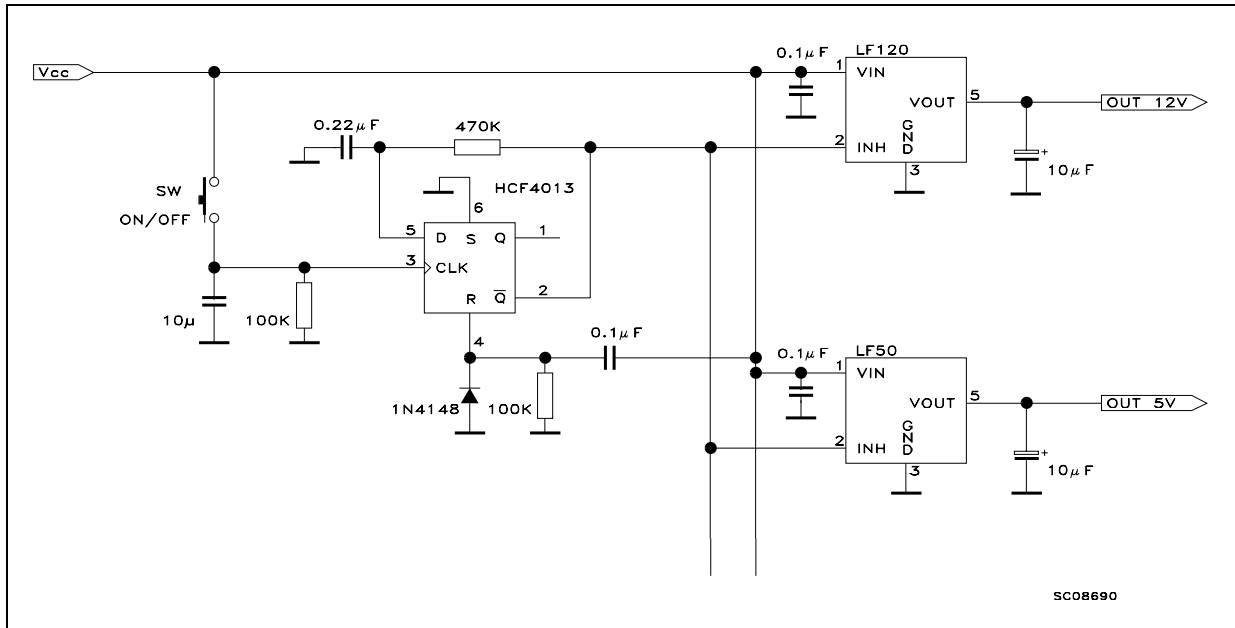 0.1μF
LF120
Vcc
1
VIN
VOUT
5
OUT 12V
0.22μF
470K
2
INH
GND
3
+
10μF
HCF4013
SW
ON/OFF
6
5
D
S
Q
1
3
CLK
R
Q
2
10μ
100K
4
0.1μF
0.1μF
LF50
1
VIN
1N4148
100K
VOUT
5
OUT 5V
2
INH
GND
3
+
10μF
SC08690